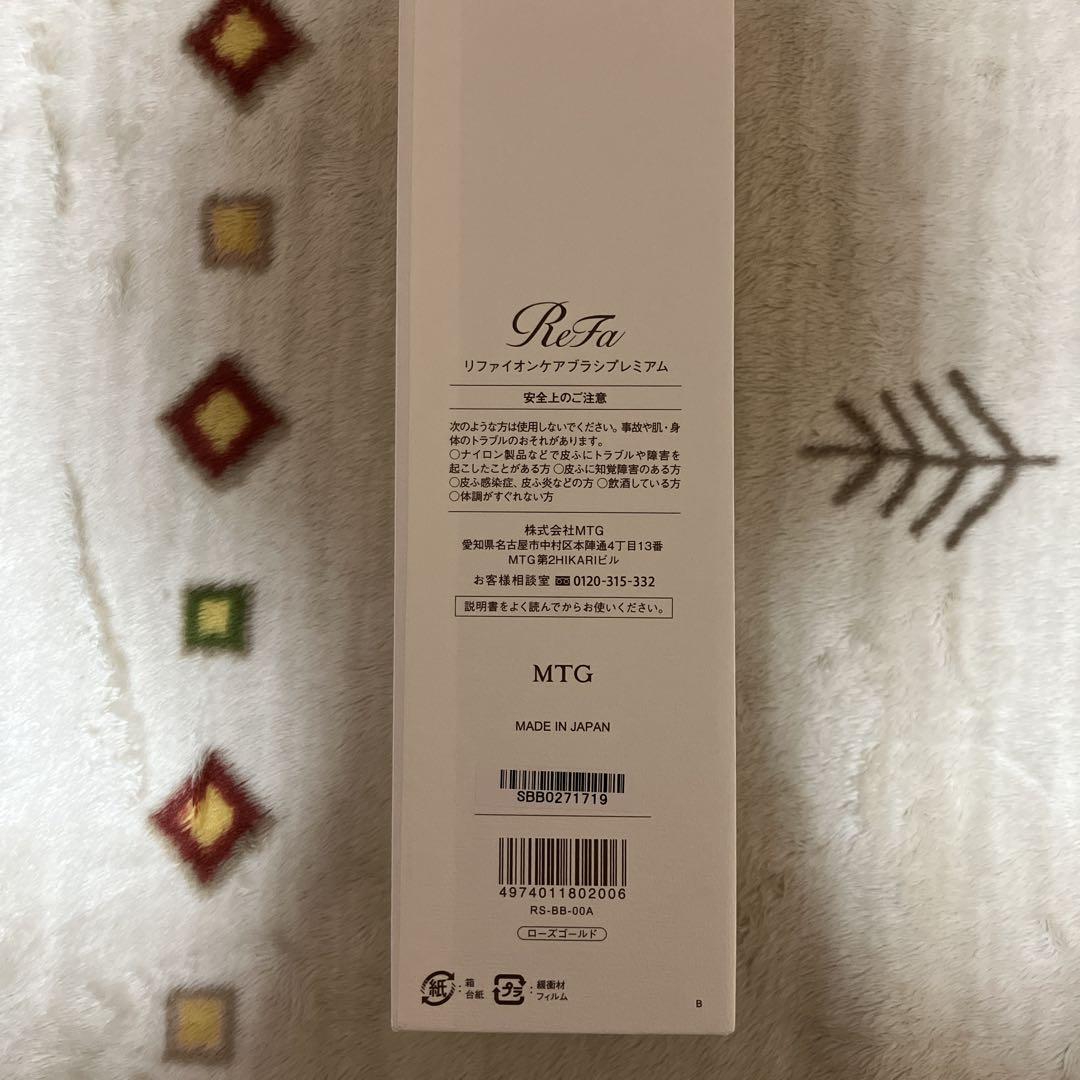 ReFa
リファイオンケアブラシプレミアム
安全上のご注意
次のような方は使用しないでください。事故や肌・身
体のトラブルのおそれがあります。
○ナイロン製品などで皮ふにトラブルや障害を
起こしたことがある方 ○皮ふに知覚障害のある方
○皮ふ感染症、皮ふ炎などの方 ○飲酒している方
○体調がすぐれない方
株式会社MTG
愛知県名古屋市中村区本陣通4丁目13番
MTG第2HIKARIビル
お客様相談室 0120-315-332
説明書をよく読んでからお使いください。
MTG
MADE IN JAPAN
SBB0271719
4974011802006
RS-BB-00A
ローズゴールド
紙 : 箱
台紙
プラ : 緩衝材
フィルム
B